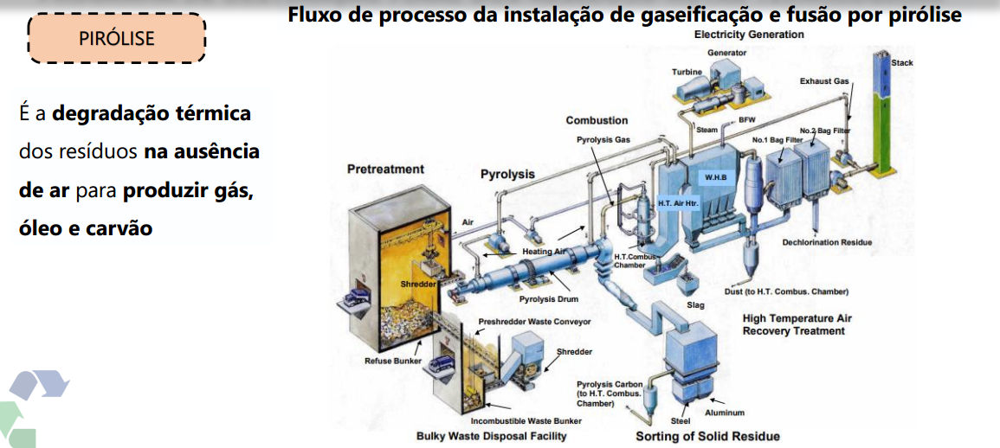 Fluxo de processo da instalação de gaseificação e fusão por pirólise
PIRÓLISE
É a degradação térmica
dos resíduos na ausência
de ar para produzir gás,
óleo e carvão
Electricity Generation
Generator
Turbine
Stack
Exhaust Gas
Combustion
BFW
Steam
Pyrolysis Gas
No.2 Bag Filter
No.1 Bag Filter
Pretreatment
Pyrolysis
W.H.B
H.T. Air Htr.
Air
Dechlorination Residue
Heating Air
H.T.Combus
Chamber
Shredder
Dust (to H.T. Combus. Chamber)
Pyrolysis Drum
Slag
High Temperature Air
Recovery Treatment
Preshredder Waste Conveyor
Refuse Bunker
Shredder
Pyrolysis Carbon
(to H.T. Combus.
Chamber)
Aluminum
Steel
Incombustible Waste Bunker
Bulky Waste Disposal Facility
Sorting of Solid Residue